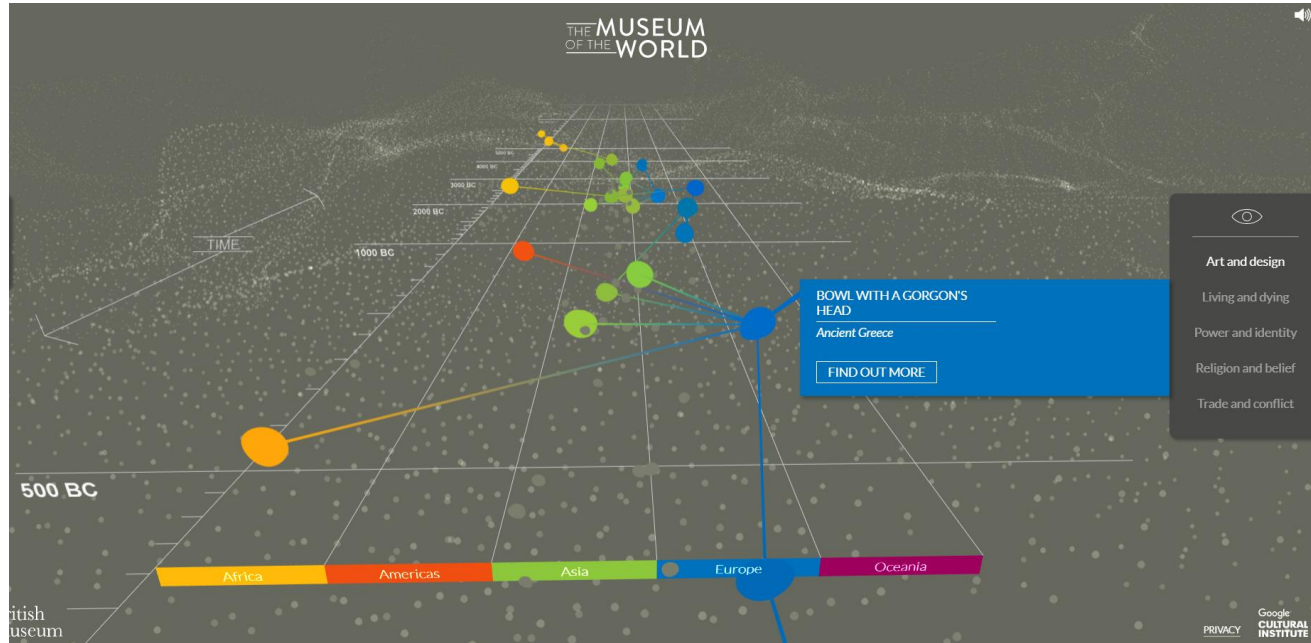 THE MUSEUM
OF THE WORLD
3000 BC
2000 BC
TIME
1000 BC
Art and design
BOWL WITH A GORGON'S
HEAD
Living and dying
Ancient Greece
Power and identity
FIND OUT MORE
Religion and belief
Trade and conflict
500 BC
Africa
Americas
Asia
Europe
Oceania
itish
useum
PRIVACY
Google
CULTURAL
INSTITUTE